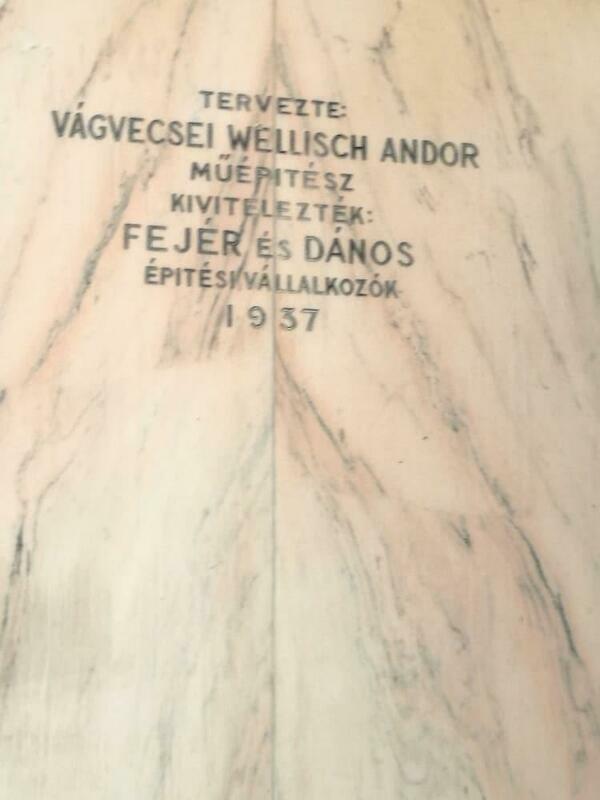 TERVEZTE:
VÁGVECSEI WELLISCH ANDOR
MŰÉPITÉSZ
KIVITELEZTÉK:
FEJÉR ÉS DÁNOS
ÉPITÉSI VÁLLALKOZÓK
1937